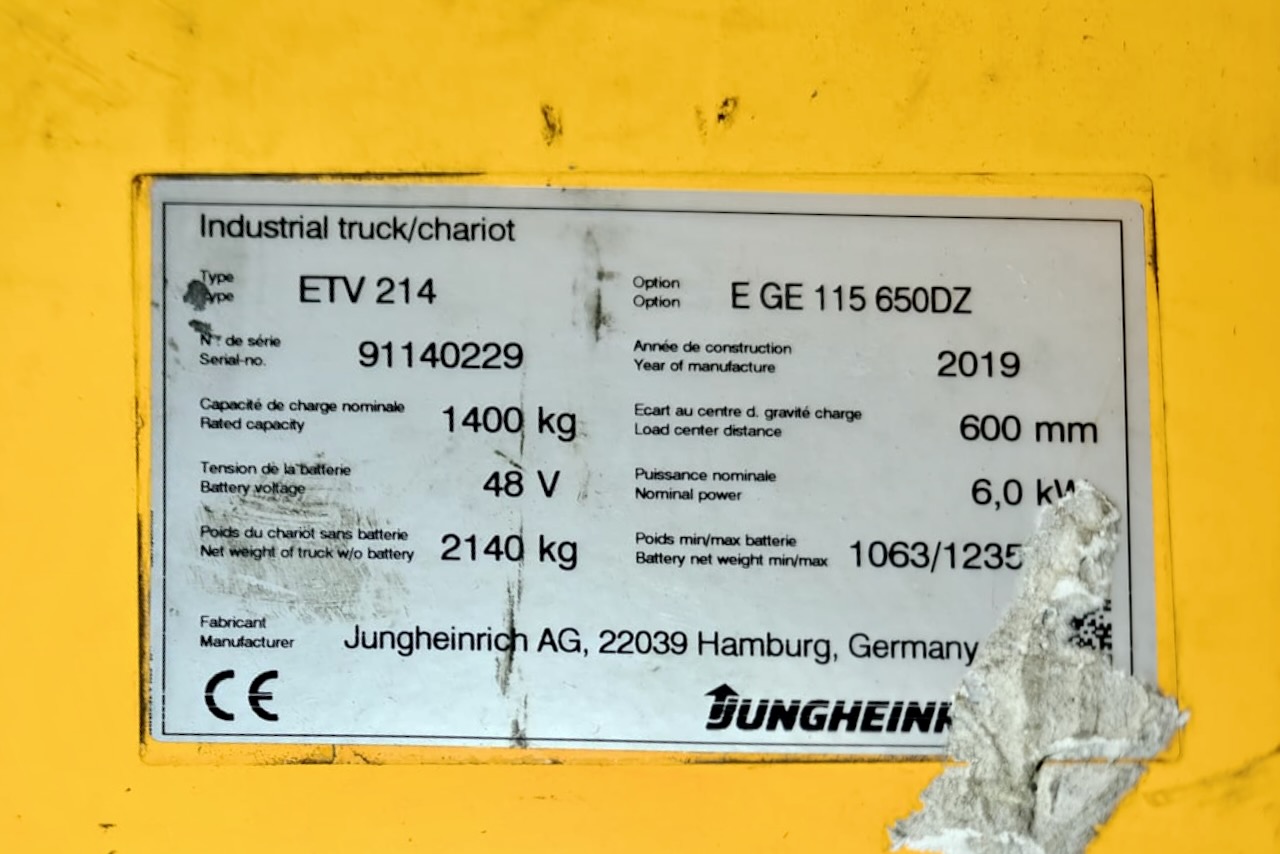 Industrial truck/chariot
Type ETV 214 Option E GE 115 650DZ
Type Option
N° de série 91140229 Année de construction 2019
Serial-no. Year of manufacture
Capacité de charge nominale 1400 kg Ecart au centre d. gravité charge 600 mm
Rated capacity Load center distance
Tension de la batterie 48 V Puissance nominale 6,0
Battery voltage Nominal power
Poids du chariot sans batterie 2140 kg Poids min/max batterie 1063/1235
Net weight of truck w/o battery Battery net weight min/max
Fabricant
Manufacturer Jungheinrich AG, 22039 Hamburg, Germany
CE